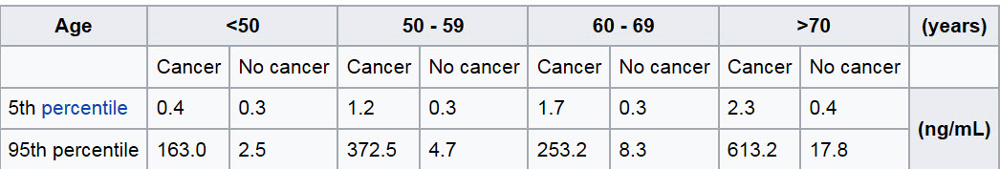 Age <50 50 - 59 60 - 69 >70 (years)
Cancer No cancer Cancer No cancer Cancer No cancer Cancer No cancer
5th percentile 0.4 0.3 1.2 0.3 1.7 0.3 2.3 0.4
(ng/mL)
95th percentile 163.0 2.5 372.5 4.7 253.2 8.3 613.2 17.8